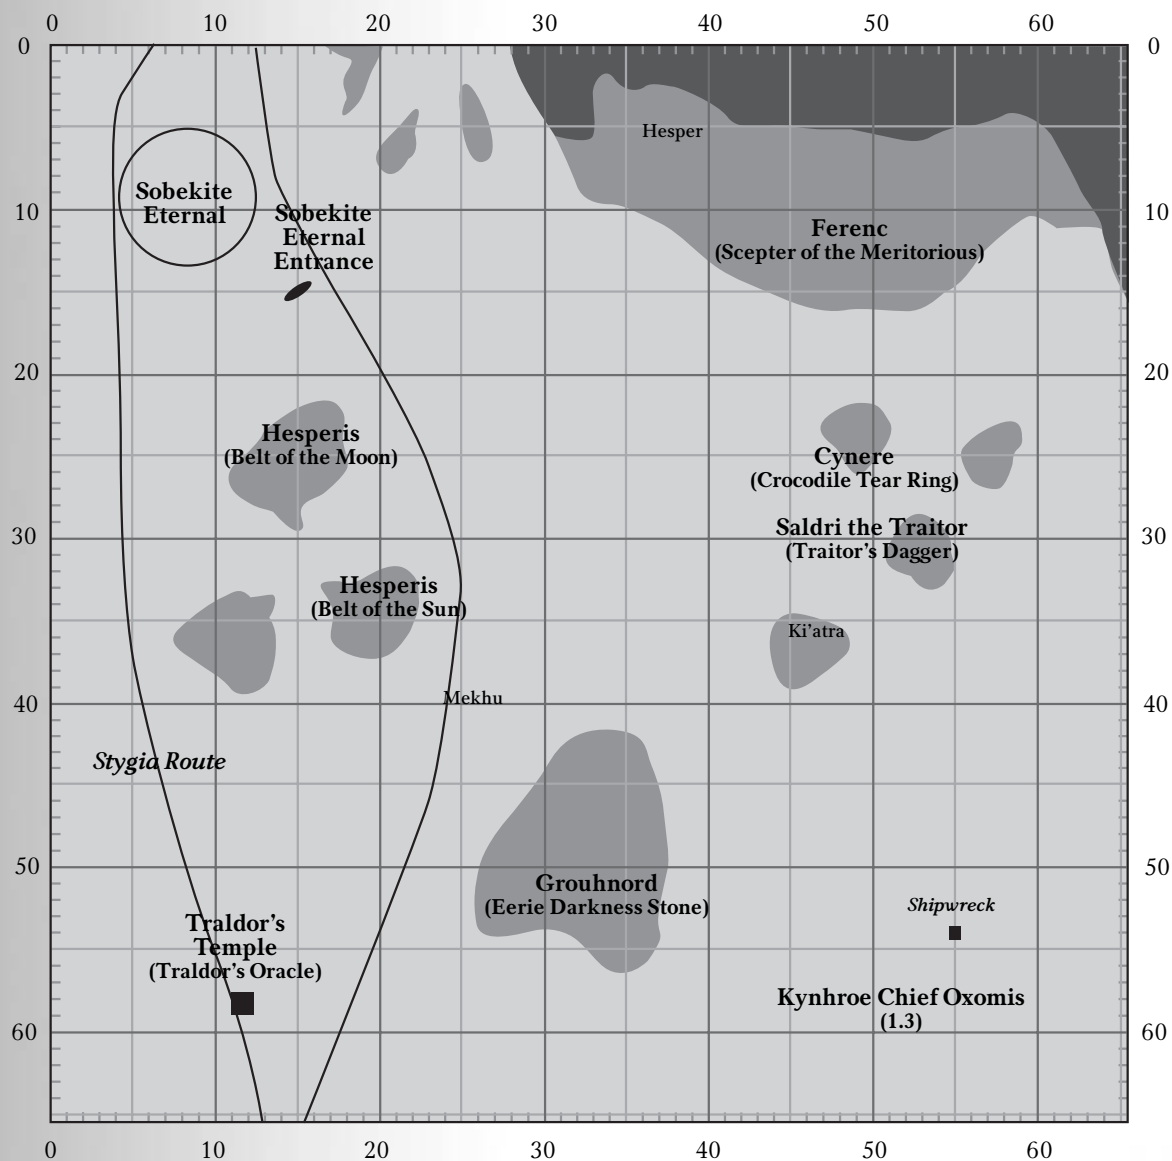 0 10 20 30 40 50 60
0 0
Hesper
Sobekite
Eternal
10 10
Sobekite
Eternal
Entrance
Ferenc
(Scepter of the Meritorious)
20 20
Hesperis
(Belt of the Moon)
Cynere
(Crocodile Tear Ring)
Saldri the Traitor
(Traitor's Dagger)
30 30
Hesperis
(Belt of the Sun)
Ki'atra
Mekhu
40 40
Stygia Route
50 50
Grouhnord
(Eerie Darkness Stone)
Shipwreck
Traldor's
Temple
(Traldor's Oracle)
Kynhroe Chief Oxomis
(1.3)
60 60
0 10 20 30 40 50 60